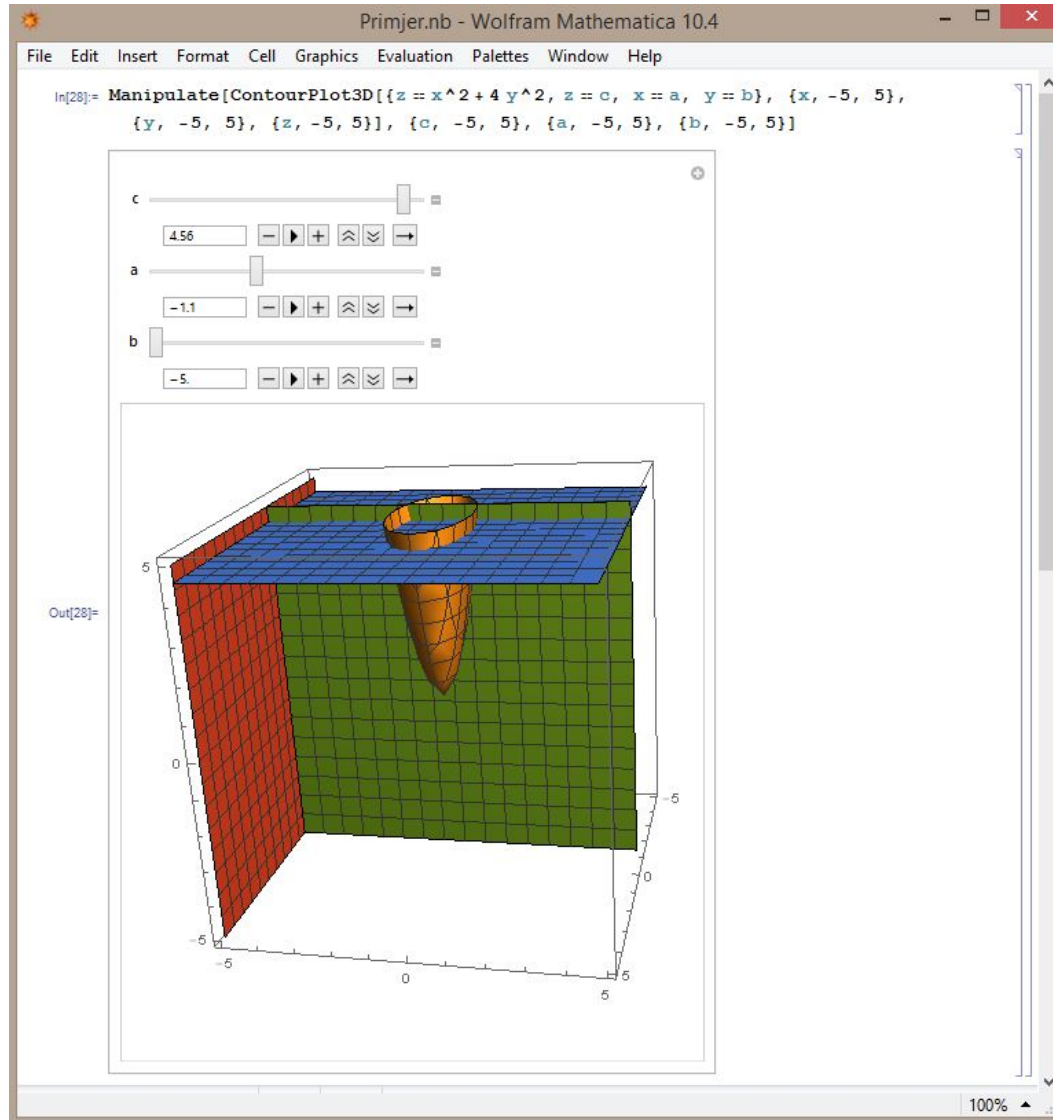 Primjer.nb - Wolfram Mathematica 10.4
File Edit Insert Format Cell Graphics Evaluation Palettes Window Help
In[28]:= Manipulate[ContourPlot3D[{z == x^2 + 4 y^2, z == c, x == a, y == b}, {x, -5, 5},
{y, -5, 5}, {z, -5, 5}], {c, -5, 5}, {a, -5, 5}, {b, -5, 5}]
c
4.56
a
-1.1
b
-5.
Out[28]=
5
0
-5
-5
0
5
-5
0
5
100%